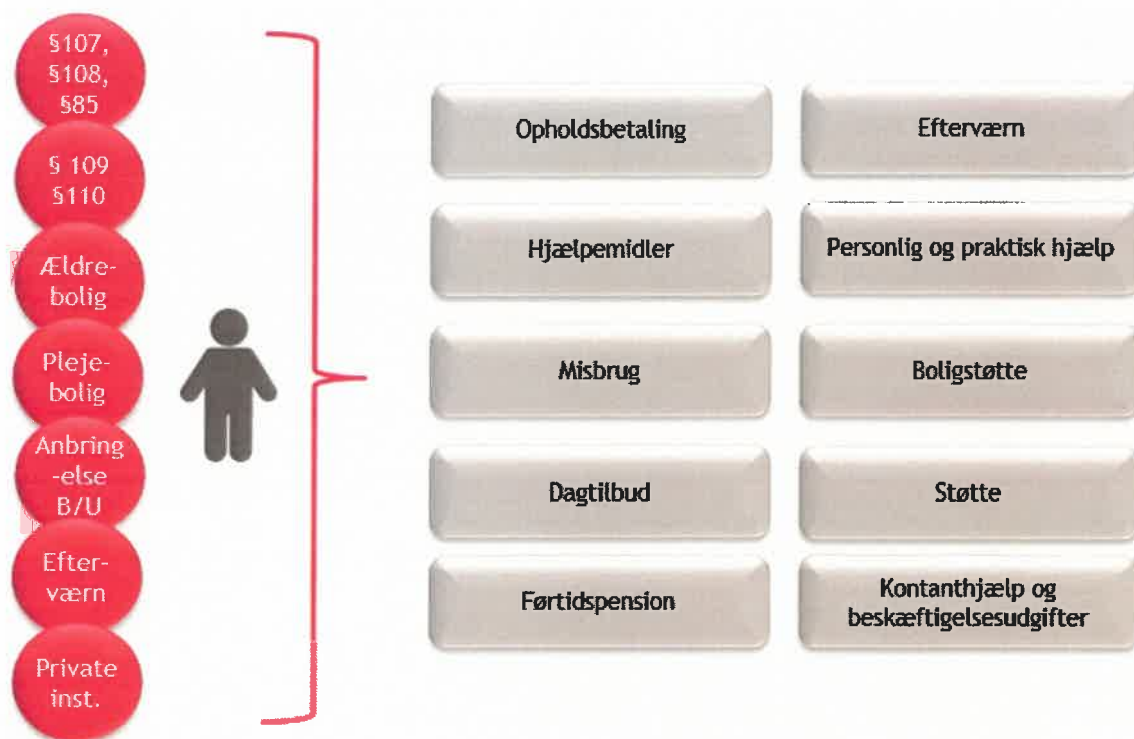 §107,
§108,
§85
§ 109
§110
Ældre-
bolig
Pleje-
bolig
Anbring
-else
B/U
Efter-
værn
Private
inst.
Opholdsbetaling
Efterværn
Hjælpemidler
Personlig og praktisk hjælp
Misbrug
Boligstøtte
Dagtilbud
Støtte
Førtidspension
Kontanthjælp og
beskæftigelsesudgifter